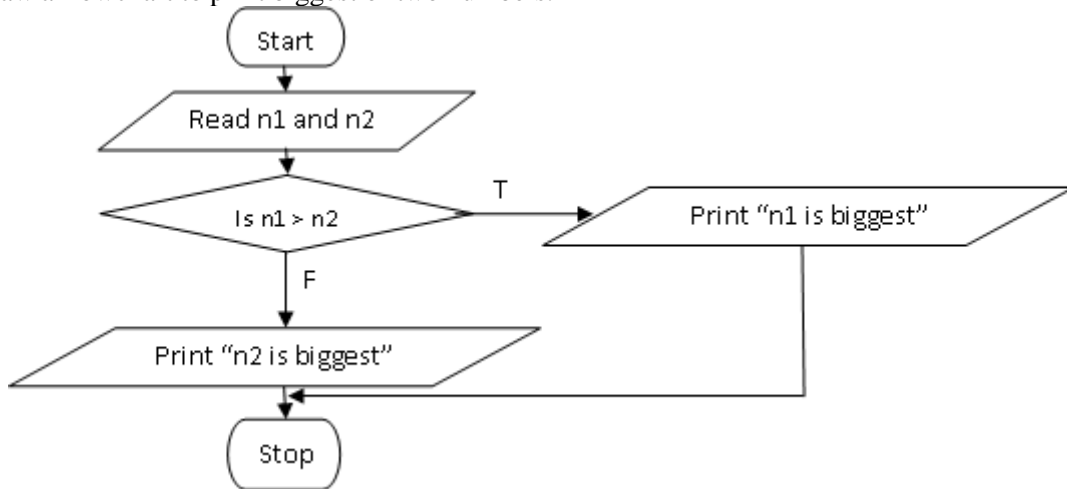 Start
Read n1 and n2
Is n1 > n2
T
Print “n1 is biggest”
F
Print “n2 is biggest”
Stop